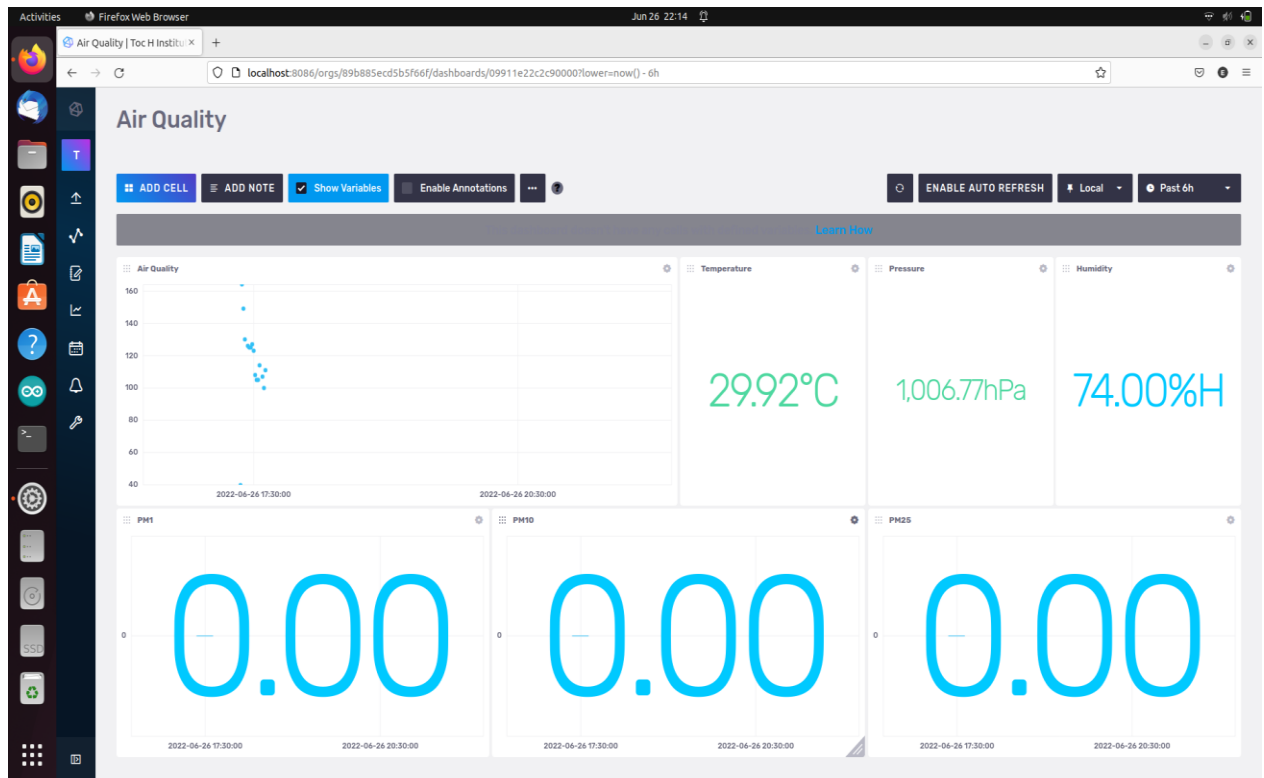 Activities Firefox Web Browser Jun 26 22:14
Air Quality | Toc H Institu
localhost:8086/orgs/89b885ecd5b5f66f/dashboards/09911e22c2c90000?lower=now() - 6h
T
Air Quality
ADD CELL ADD NOTE Show Variables Enable Annotations ENABLE AUTO REFRESH Local Past 6h
Learn How
Air Quality
160
140
120
100
80
60
40
2022-06-26 17:30:00 2022-06-26 20:30:00
Temperature
29.92°C
Pressure
1,006.77hPa
Humidity
74.00%H
PM1
0
0.00
2022-06-26 17:30:00 2022-06-26 20:30:00
PM10
0
0.00
2022-06-26 17:30:00 2022-06-26 20:30:00
PM25
0
0.00
2022-06-26 17:30:00 2022-06-26 20:30:00
SSD